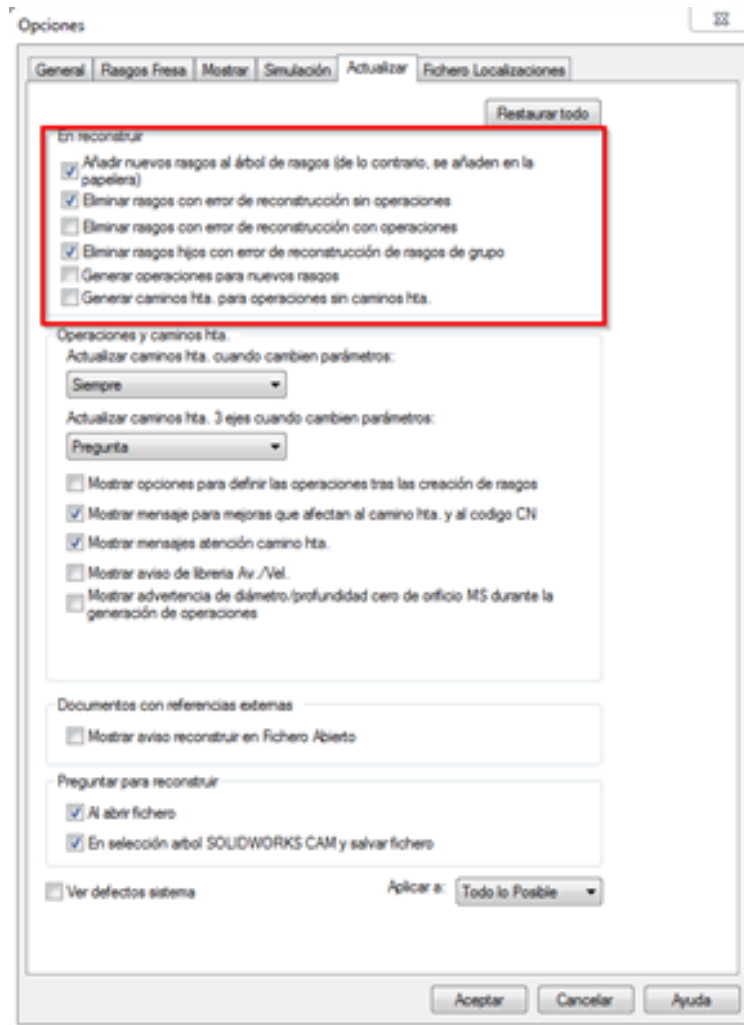 Opciones
General Rasgos Fresa Mostrar Simulación Actualizar Fichero Localizaciones
Restaurar todo
En reconstruir
Añadir nuevos rasgos al árbol de rasgos (de lo contrario, se añaden en la
papelera)
Eliminar rasgos con error de reconstrucción sin operaciones
Eliminar rasgos con error de reconstrucción con operaciones
Eliminar rasgos hijos con error de reconstrucción de rasgos de grupo
Generar operaciones para nuevos rasgos
Generar caminos hta. para operaciones sin caminos hta.
Operaciones y caminos hta.
Actualizar caminos hta. cuando cambien parámetros:
Siempre
Actualizar caminos hta. 3 ejes cuando cambien parámetros:
Pregunta
Mostrar opciones para definir las operaciones tras las creación de rasgos
Mostrar mensaje para mejoras que afectan al camino hta. y al codigo CN
Mostrar mensajes atención camino hta.
Mostrar aviso de libreria Av./Vel.
Mostrar advertencia de diámetro/profundidad cero de orificio MS durante la
generación de operaciones
Documentos con referencias externas
Mostrar aviso reconstruir en Fichero Abierto
Preguntar para reconstruir
Al abrir fichero
En selección arbol SOLIDWORKS CAM y salvar fichero
Ver defectos sistema Aplicar a: Todo lo Posible
Aceptar Cancelar Ayuda